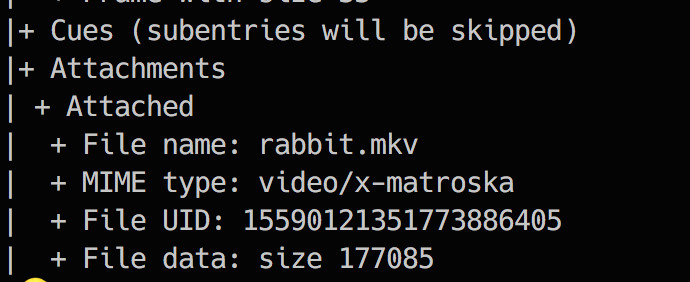 |+ Cues (subentries will be skipped)
|+ Attachments
| + Attached
|  + File name: rabbit.mkv
|  + MIME type: video/x-matroska
|  + File UID: 15590121351773886405
|  + File data: size 177085